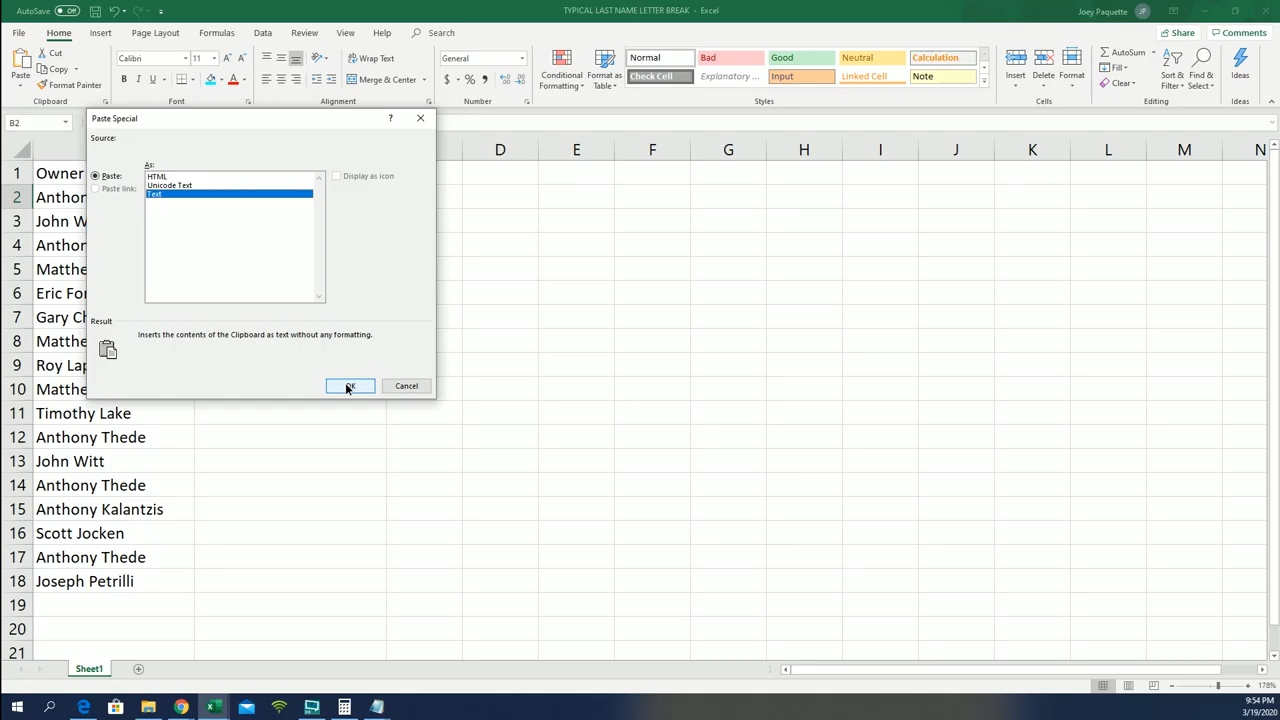 AutoSave Off TYPICAL LAST NAME LETTER BREAK - Excel Joey Paquette JF
File Home Insert Page Layout Formulas Data Review View Help Search Share Comments
Paste Cut Copy Format Painter Clipboard
Calibri 11 B I U A A Font
Wrap Text Merge & Center Alignment
General $ % , Number
Conditional Formatting Format as Table
Normal Bad Good Neutral Calculation
Check Cell Explanatory ... Input Linked Cell Note
Styles
Insert Delete Format Cells
AutoSum Fill Clear Sort & Filter Find & Select Editing
Ideas Ideas
B2
Paste Special ?
Source:
As:
Paste: HTML Display as icon
Paste link: Unicode Text
Text
Result
Inserts the contents of the Clipboard as text without any formatting.
OK Cancel
D E F G H I J K L M N
1 Owner
2 Anthon
3 John W
4 Anthon
5 Matthe
6 Eric For
7 Gary Ch
8 Matthe
9 Roy Lap
10 Matthe
11 Timothy Lake
12 Anthony Thede
13 John Witt
14 Anthony Thede
15 Anthony Kalantzis
16 Scott Jocken
17 Anthony Thede
18 Joseph Petrilli
19
20
21
Sheet1
178%
9:54 PM
3/19/2020